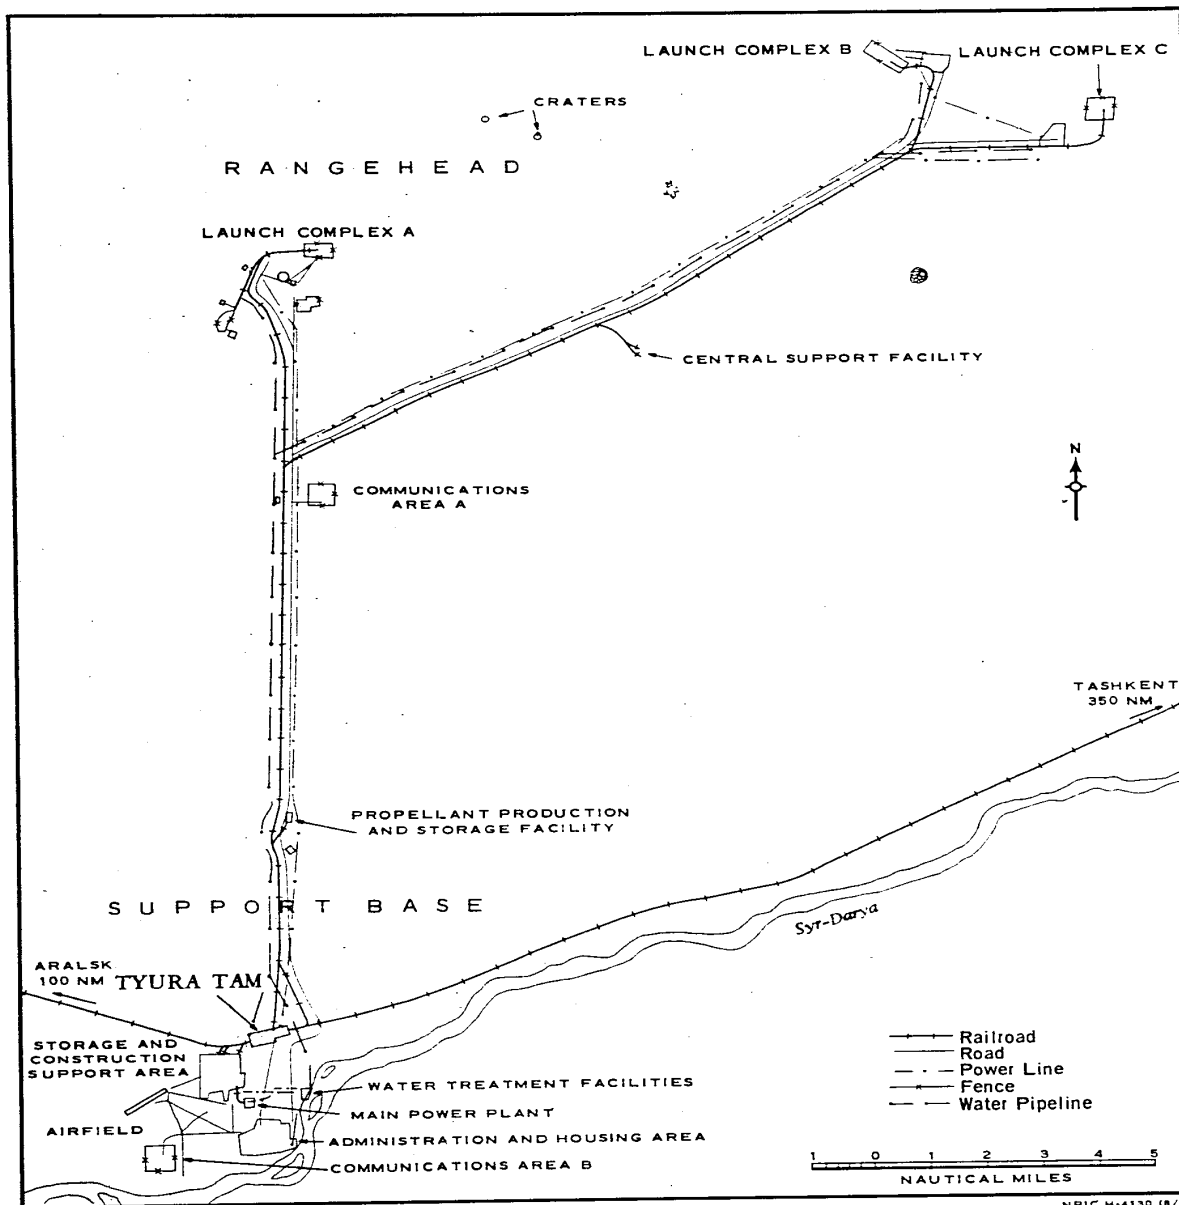 LAUNCH COMPLEX B
LAUNCH COMPLEX C
CRATERS
RANGEHEAD
LAUNCH COMPLEX A
CENTRAL SUPPORT FACILITY
N
COMMUNICATIONS
AREA A
TASHKENT
350 NM
PROPELLANT PRODUCTION
AND STORAGE FACILITY
SUPPORT BASE
Syr-Darya
ARALSK
100 NM
TYURA TAM
STORAGE AND
CONSTRUCTION
SUPPORT AREA
Railroad
Road
Power Line
Fence
Water Pipeline
WATER TREATMENT FACILITIES
MAIN POWER PLANT
AIRFIELD
ADMINISTRATION AND HOUSING AREA
COMMUNICATIONS AREA B
1 0 1 2 3 4 5
NAUTICAL MILES